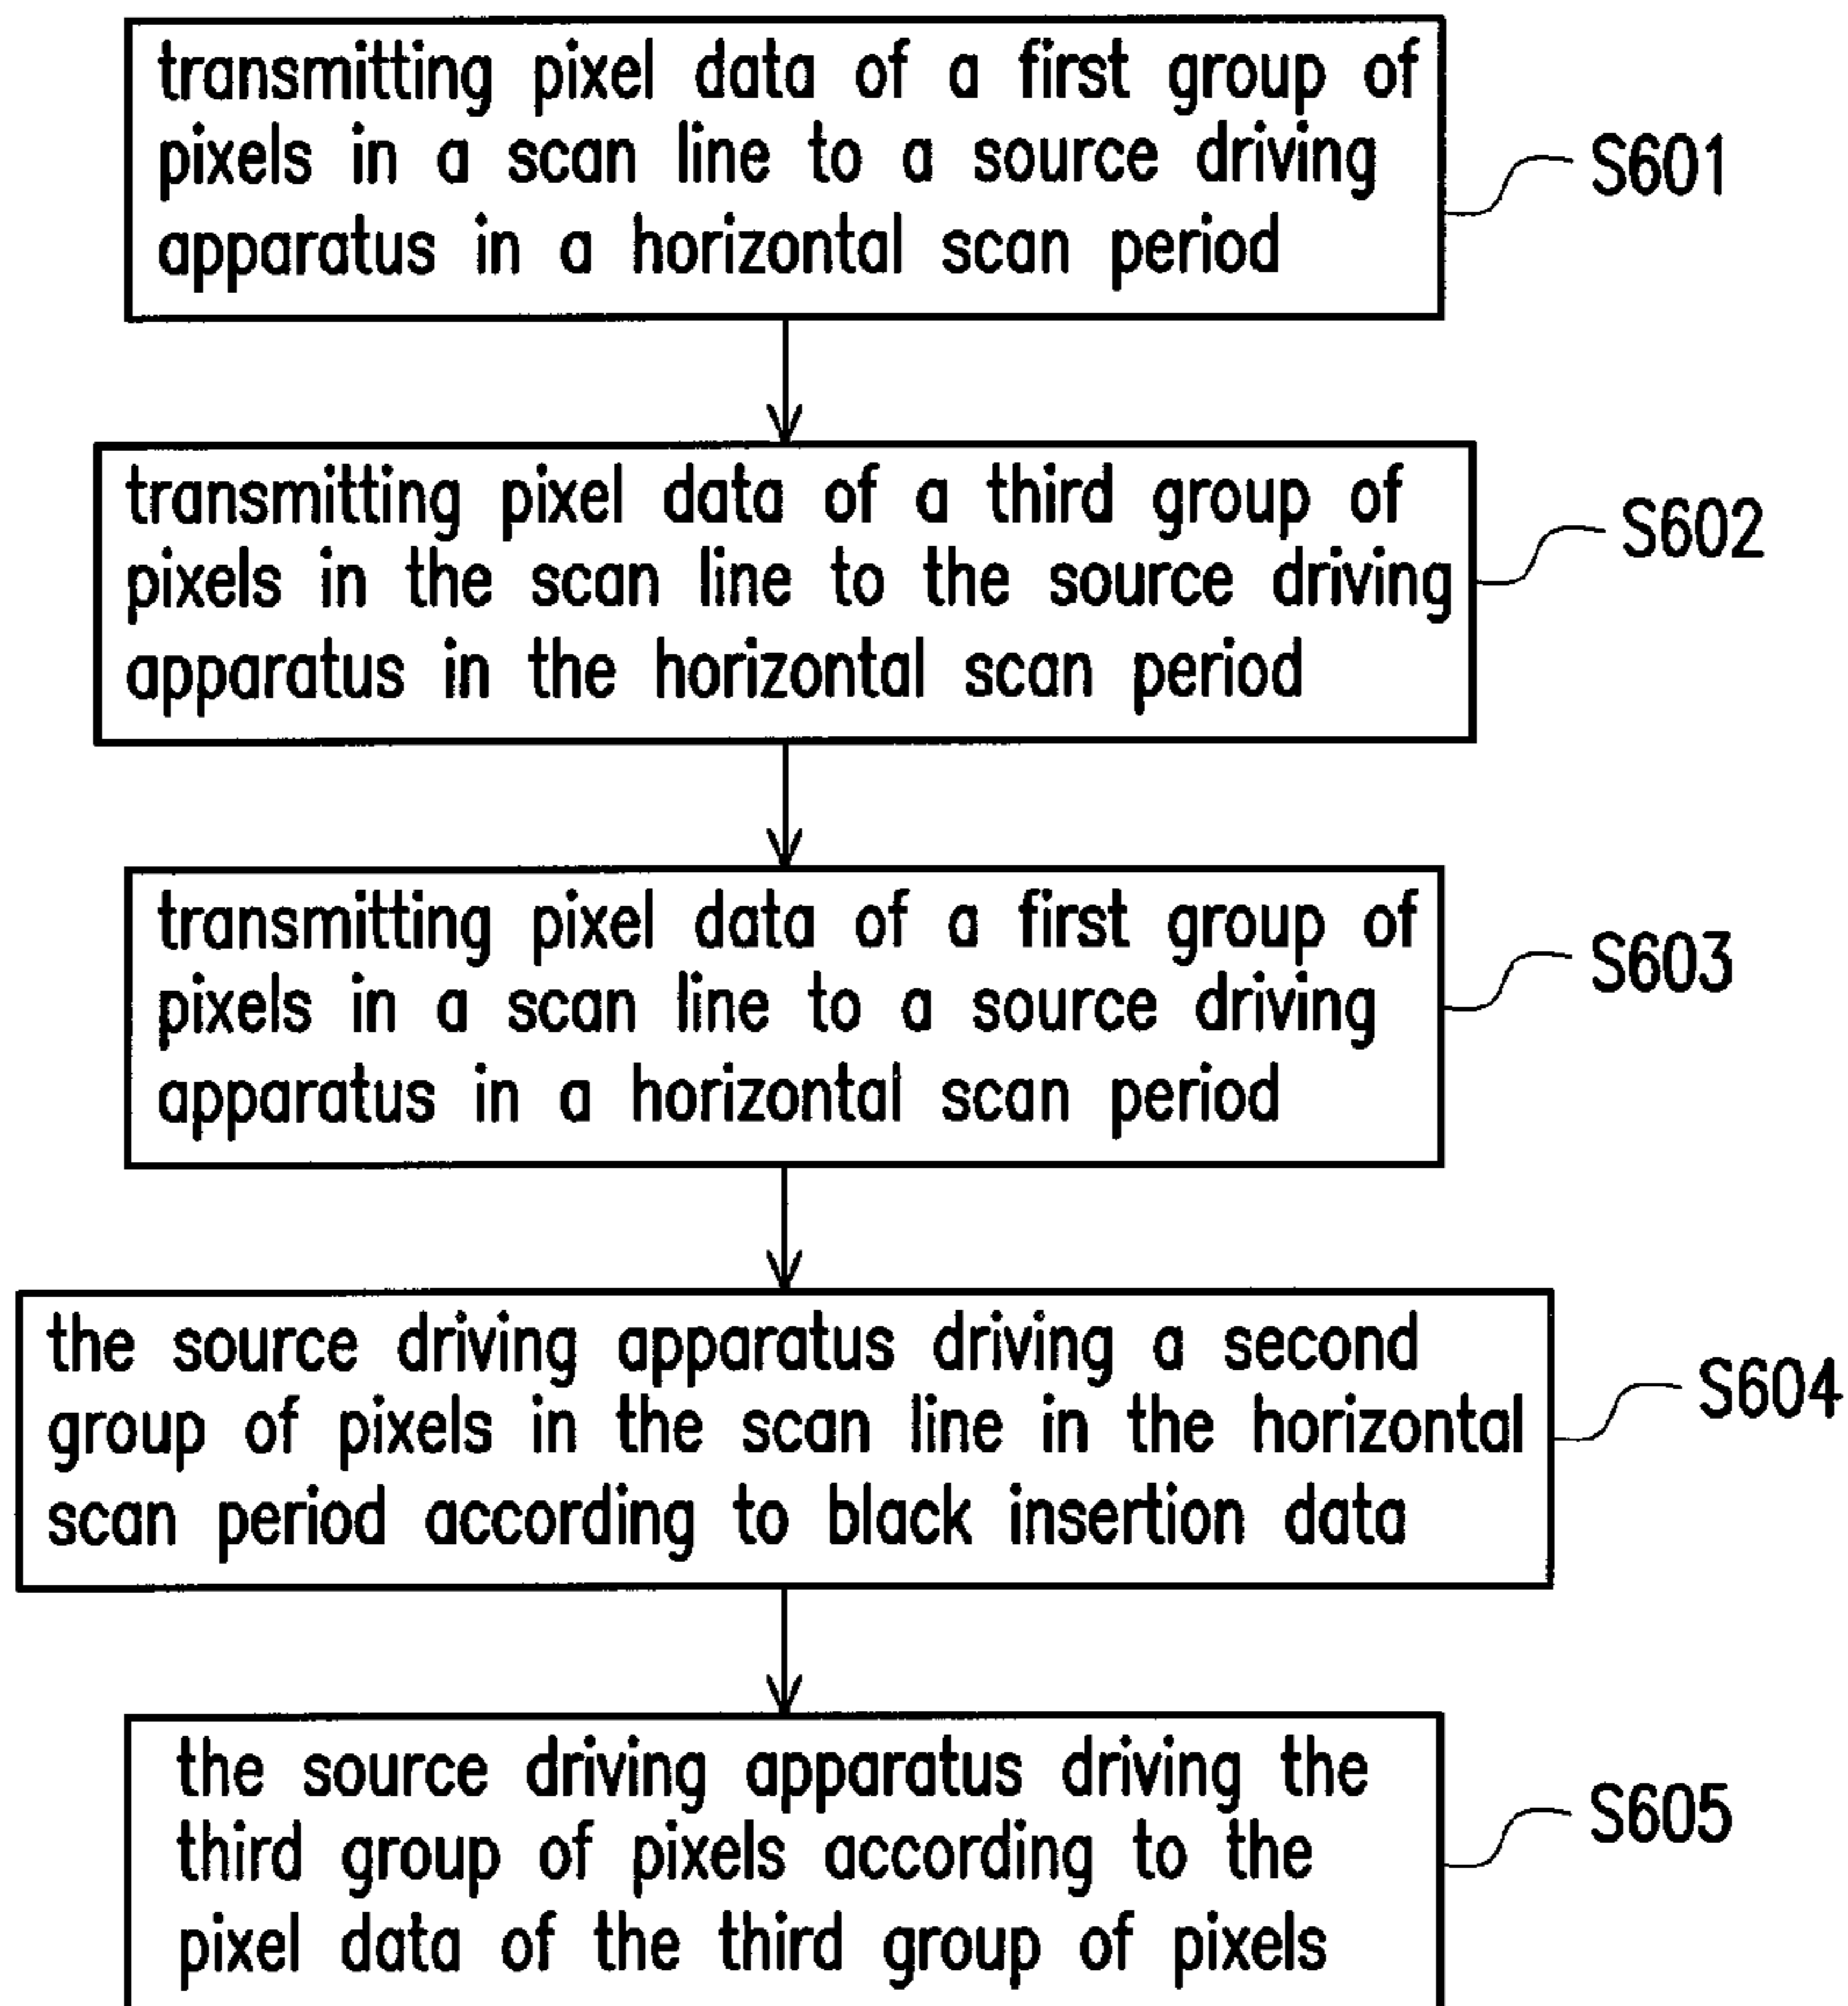 transmitting pixel data of a first group of
pixels in a scan line to a source driving
apparatus in a horizontal scan period
S601
transmitting pixel data of a third group of
pixels in the scan line to the source driving
apparatus in the horizontal scan period
S602
transmitting pixel data of a first group of
pixels in a scan line to a source driving
apparatus in a horizontal scan period
S603
the source driving apparatus driving a second
group of pixels in the scan line in the horizontal
scan period according to black insertion data
S604
the source driving apparatus driving the
third group of pixels according to the
pixel data of the third group of pixels
S605